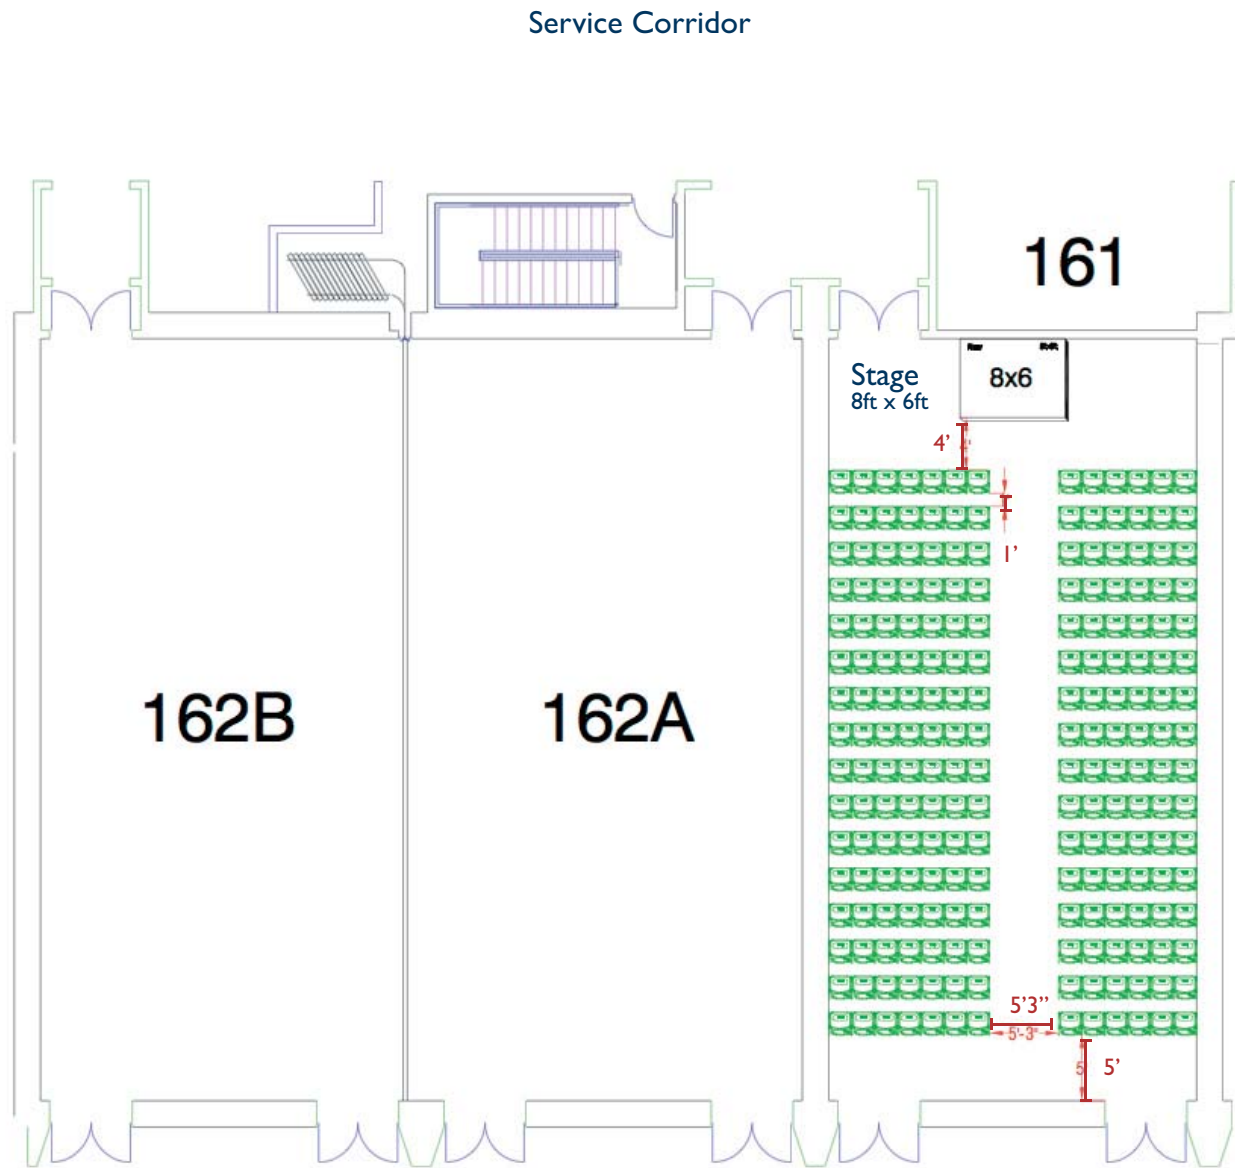 Service Corridor
161
Stage
8ft x 6ft
8x6
4'
1'
162B
162A
5'3"
5'-3"
5'
5